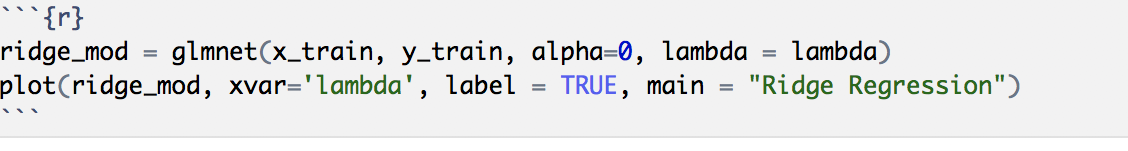 ```{r}
ridge_mod = glmnet(x_train, y_train, alpha=0, lambda = lambda)
plot(ridge_mod, xvar='lambda', label = TRUE, main = "Ridge Regression")
```